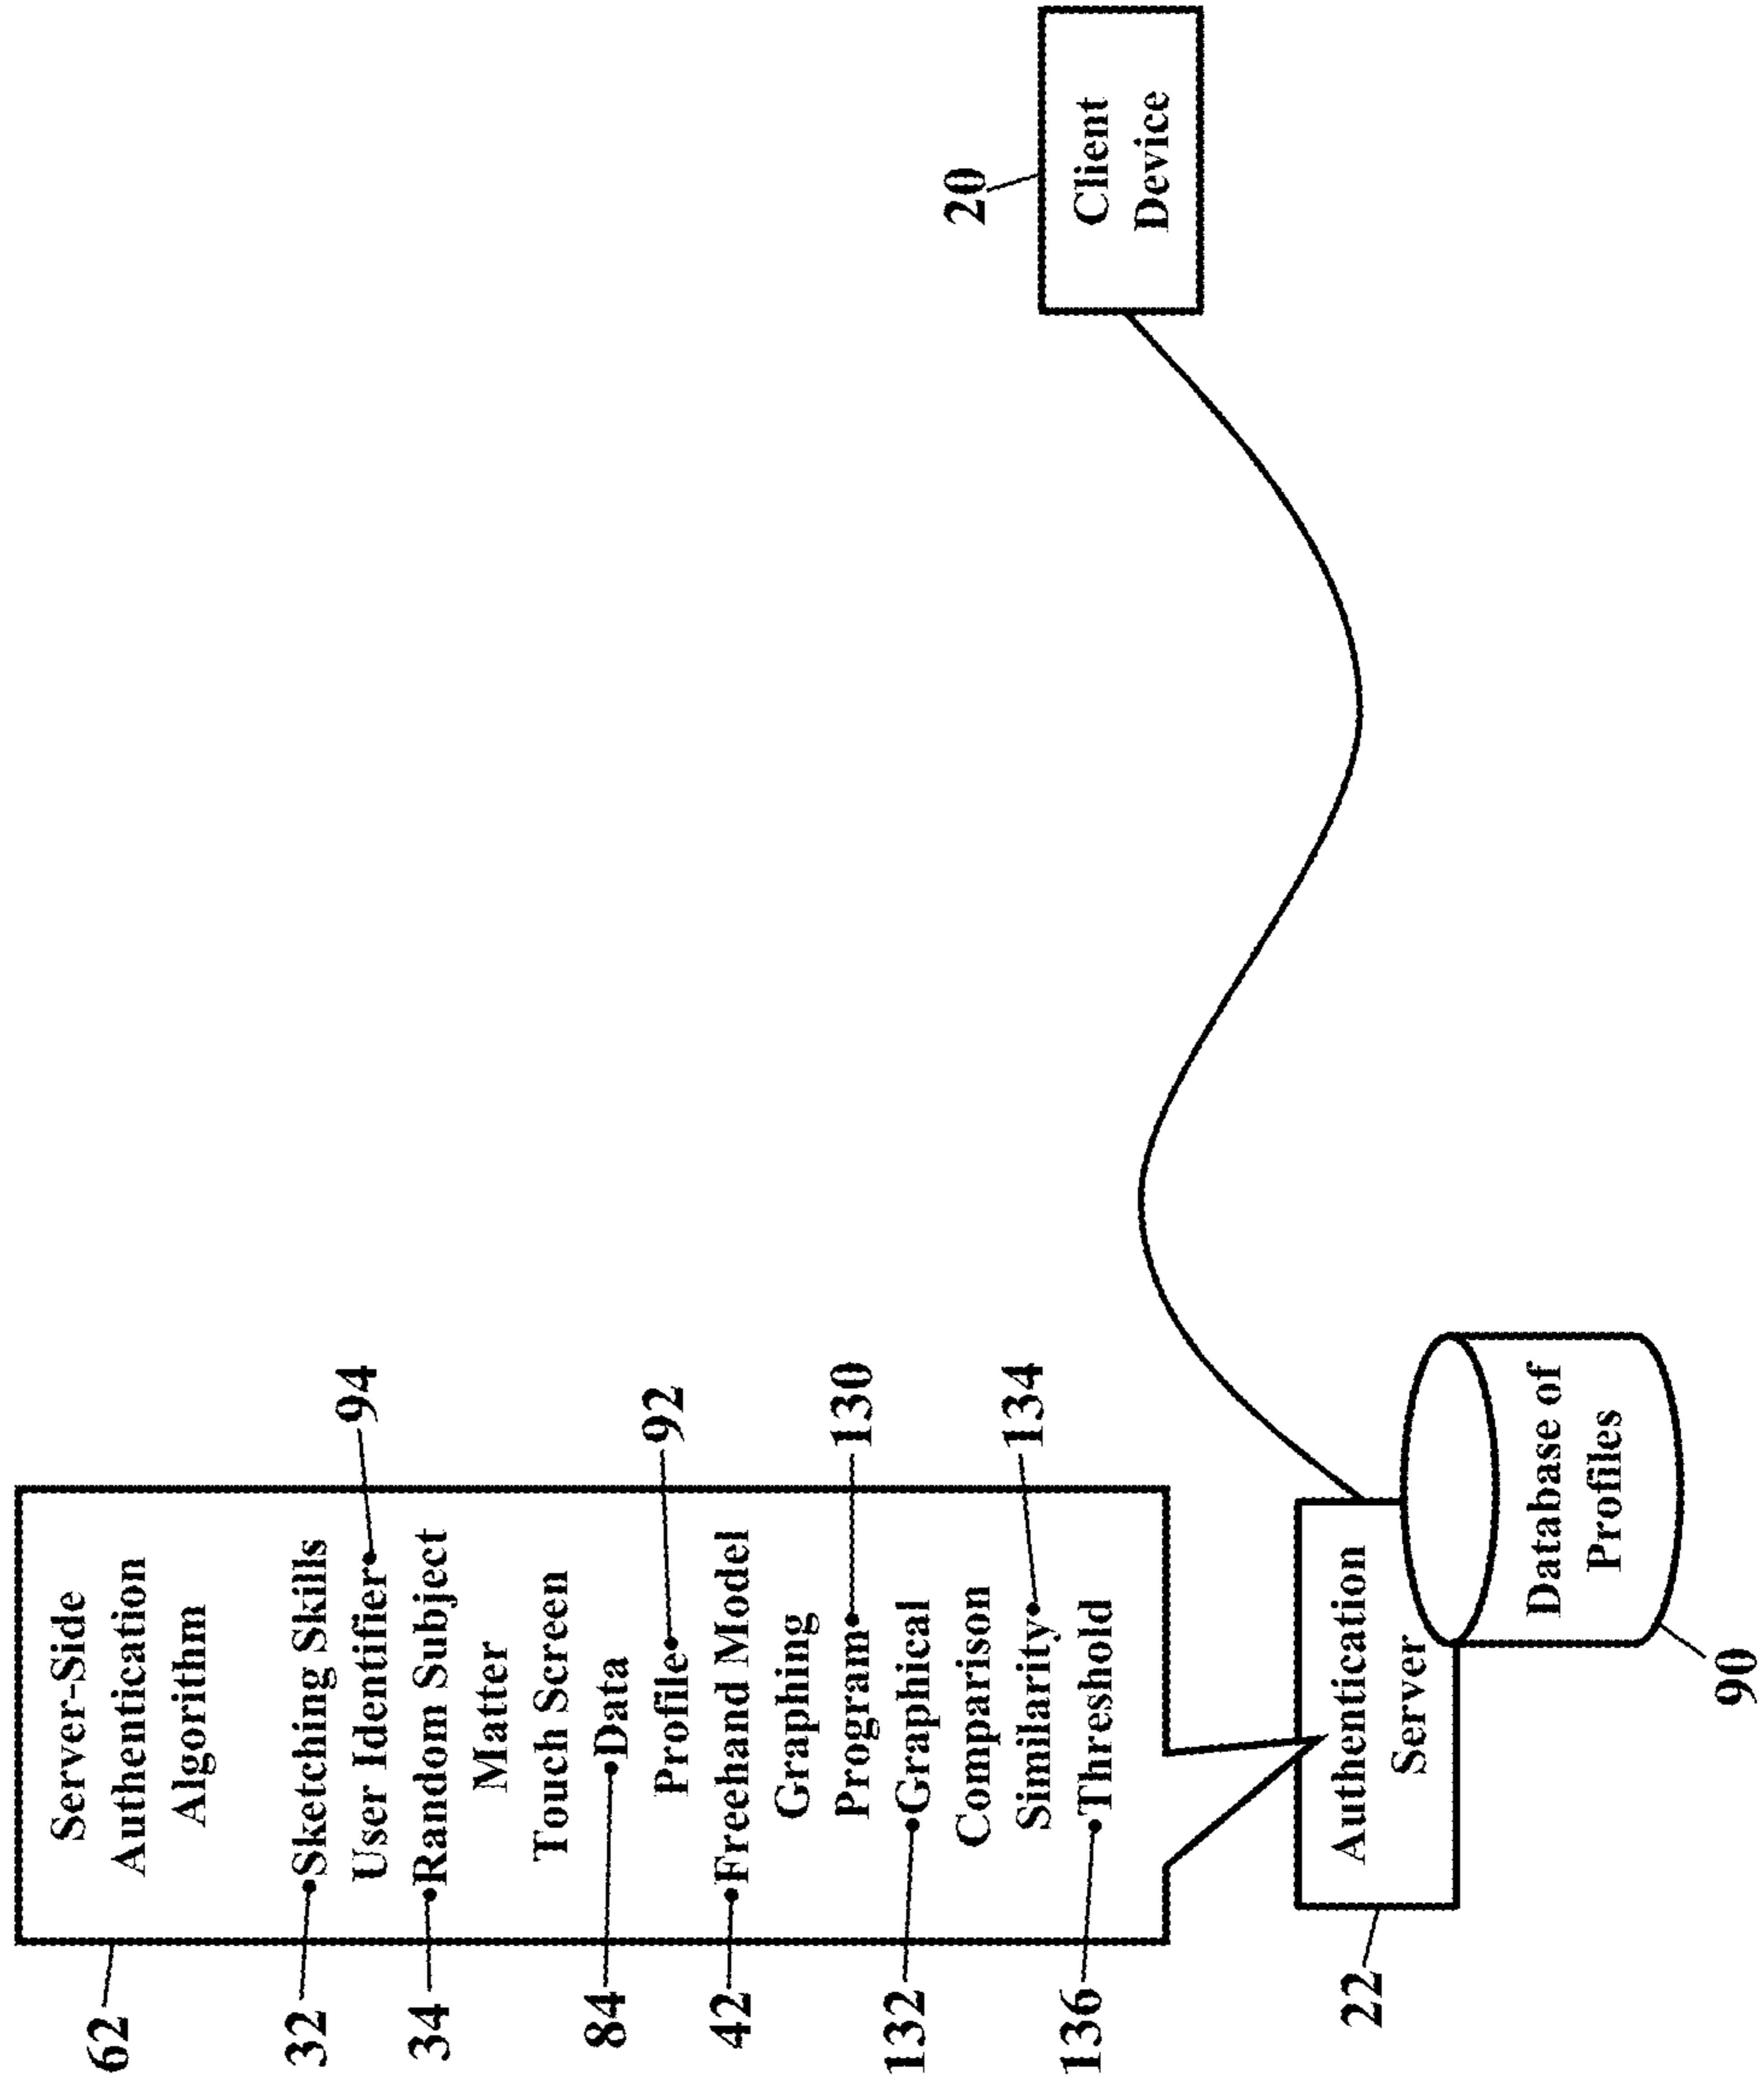 62
Server-Side
Authentication
Algorithm
32
Sketching Skills
User Identifier
94
34
Random Subject
Matter
Touch Screen
84
Data
Profile
92
42
Freehand Model
Graphing
Program
130
132
Graphical
Comparison
Similarity
134
136
Threshold
22
Authentication
Server
Database of
Profiles
90
20
Client
Device